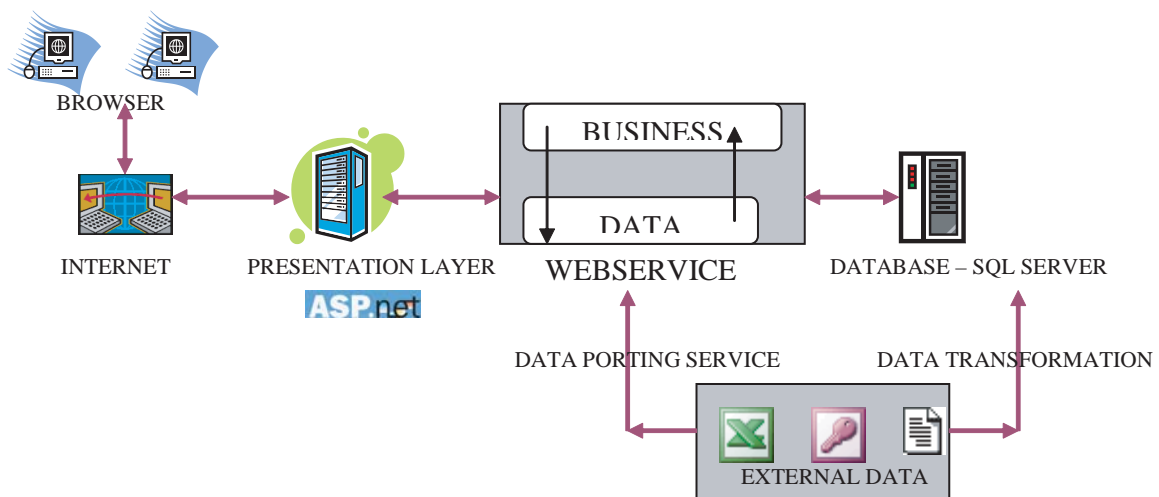 BROWSER
BUSINESS
DATA
INTERNET
PRESENTATION LAYER
WEBSERVICE
DATABASE – SQL SERVER
ASP.net
DATA PORTING SERVICE
DATA TRANSFORMATION
EXTERNAL DATA